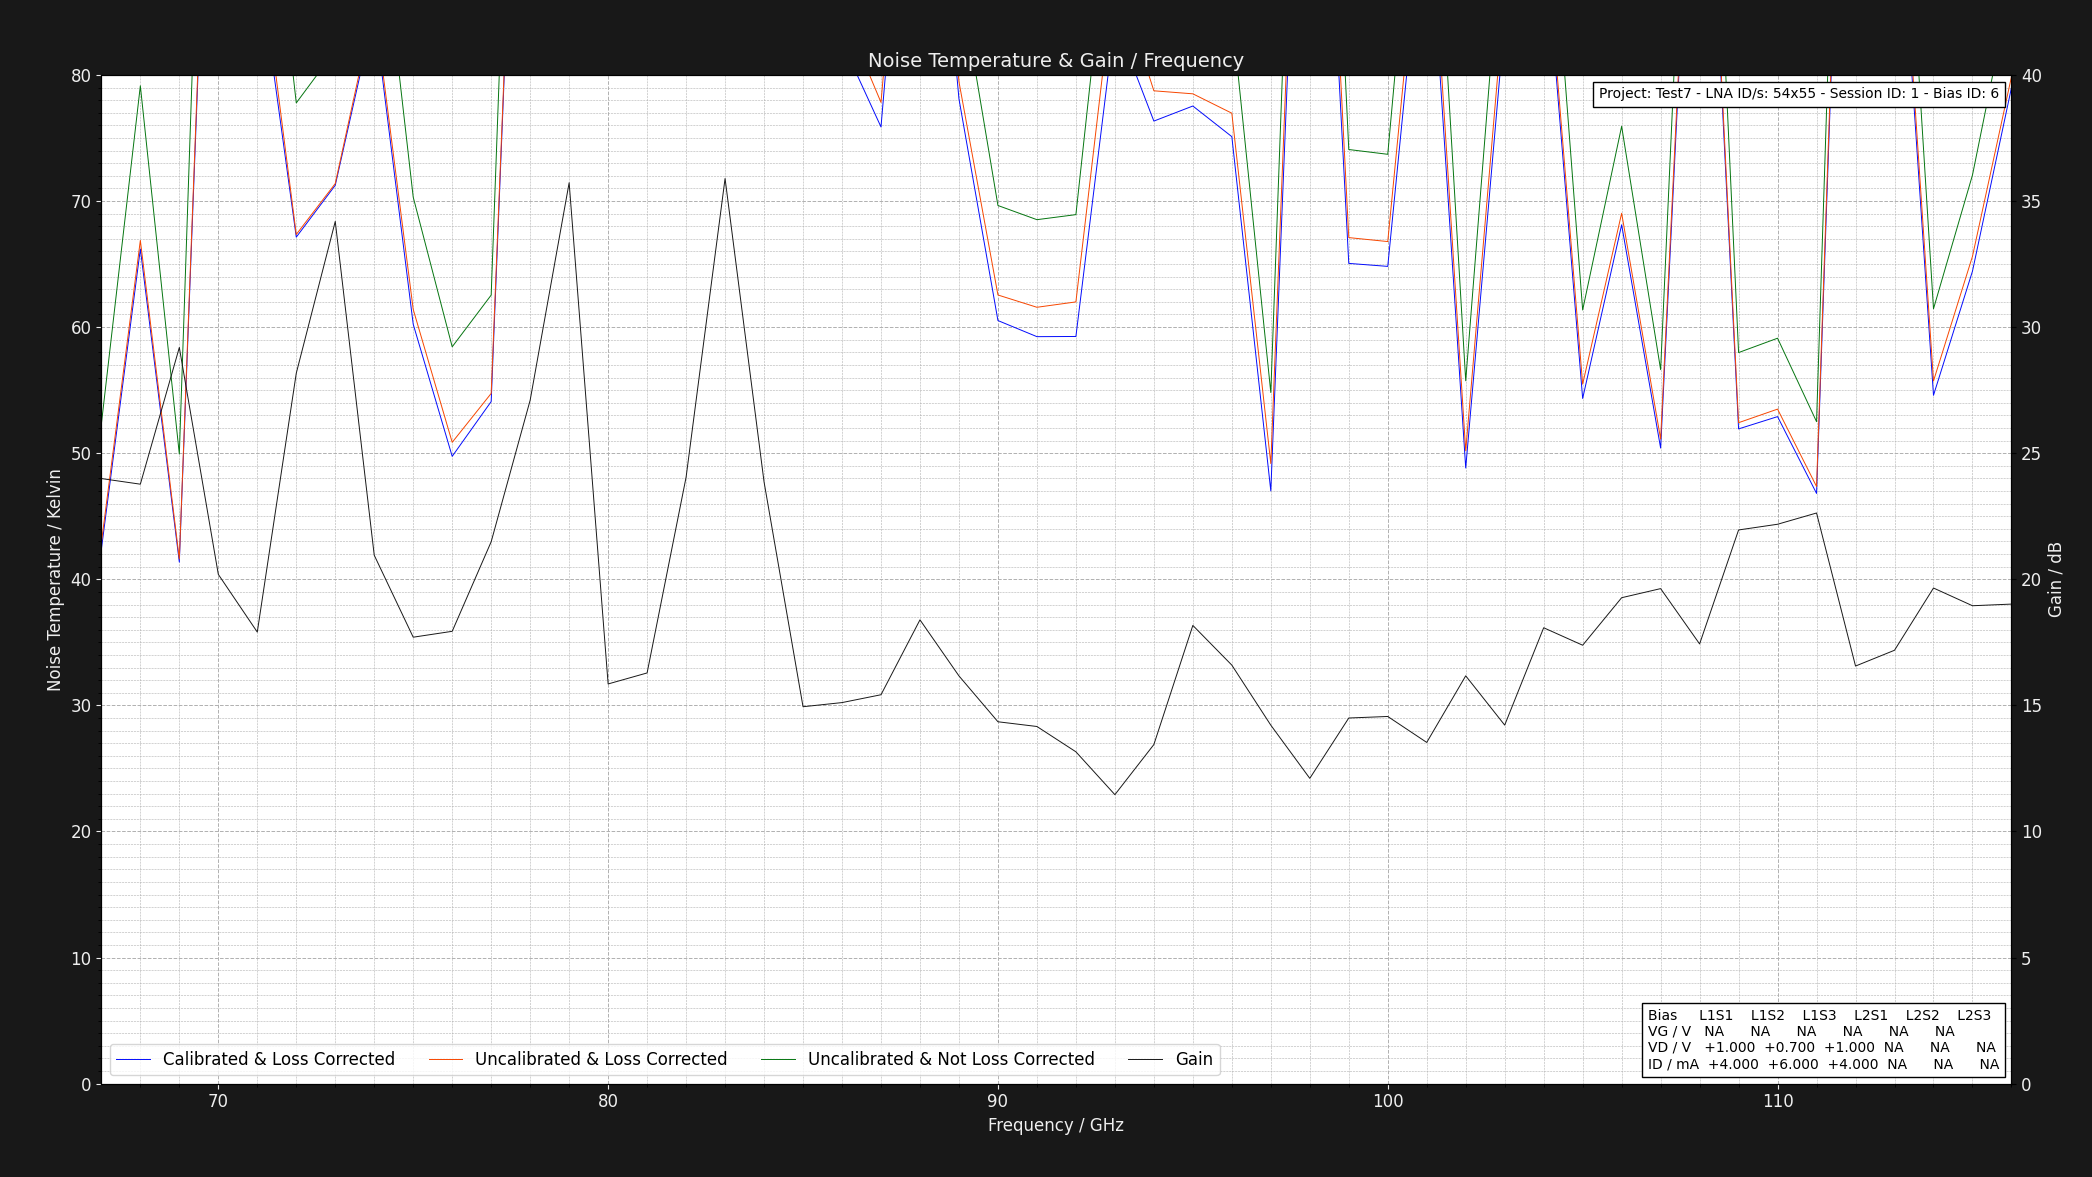 Noise Temperature & Gain / Frequency
Project: Test7 - LNA ID/s: 54x55 - Session ID: 1 - Bias ID: 6
80
70
60
50
40
30
20
10
0
Noise Temperature / Kelvin
40
35
30
25
20
15
10
5
0
Gain / dB
Bias L1S1 L1S2 L1S3 L2S1 L2S2 L2S3
VG / V NA NA NA NA NA NA
VD / V +1.000 +0.700 +1.000 NA NA NA
ID / mA +4.000 +6.000 +4.000 NA NA NA
Calibrated & Loss Corrected Uncalibrated & Loss Corrected Uncalibrated & Not Loss Corrected Gain
70 80 90 100 110
Frequency / GHz